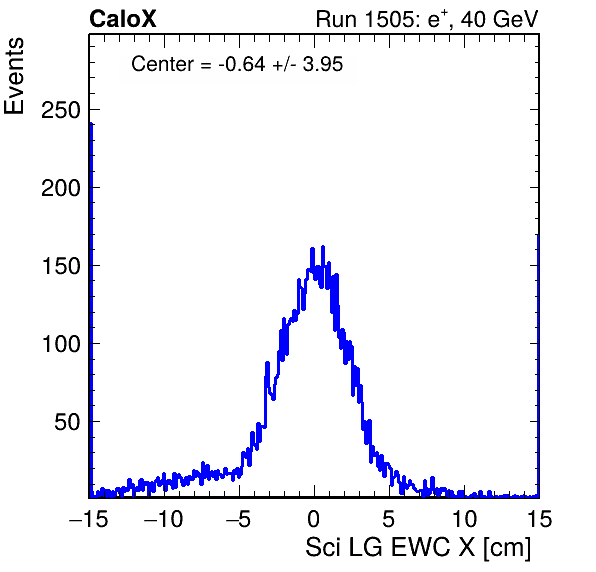 CaloX Run 1505: e⁺, 40 GeV
Center = -0.64 +/- 3.95
Events
250
200
150
100
50
−15 −10 −5 0 5 10 15
Sci LG EWC X [cm]